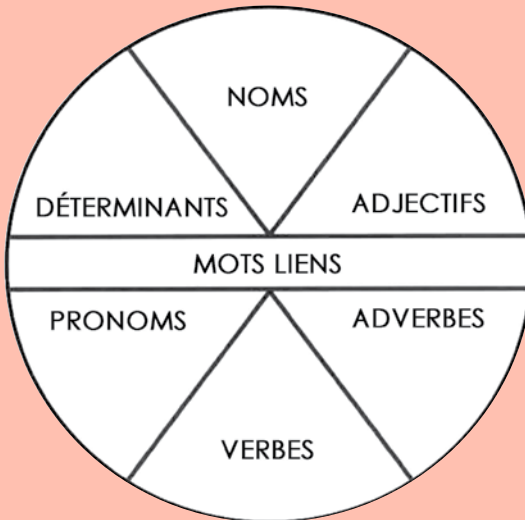 NOMS
DÉTERMINANTS
ADJECTIFS
MOTS LIENS
PRONOMS
ADVERBES
VERBES